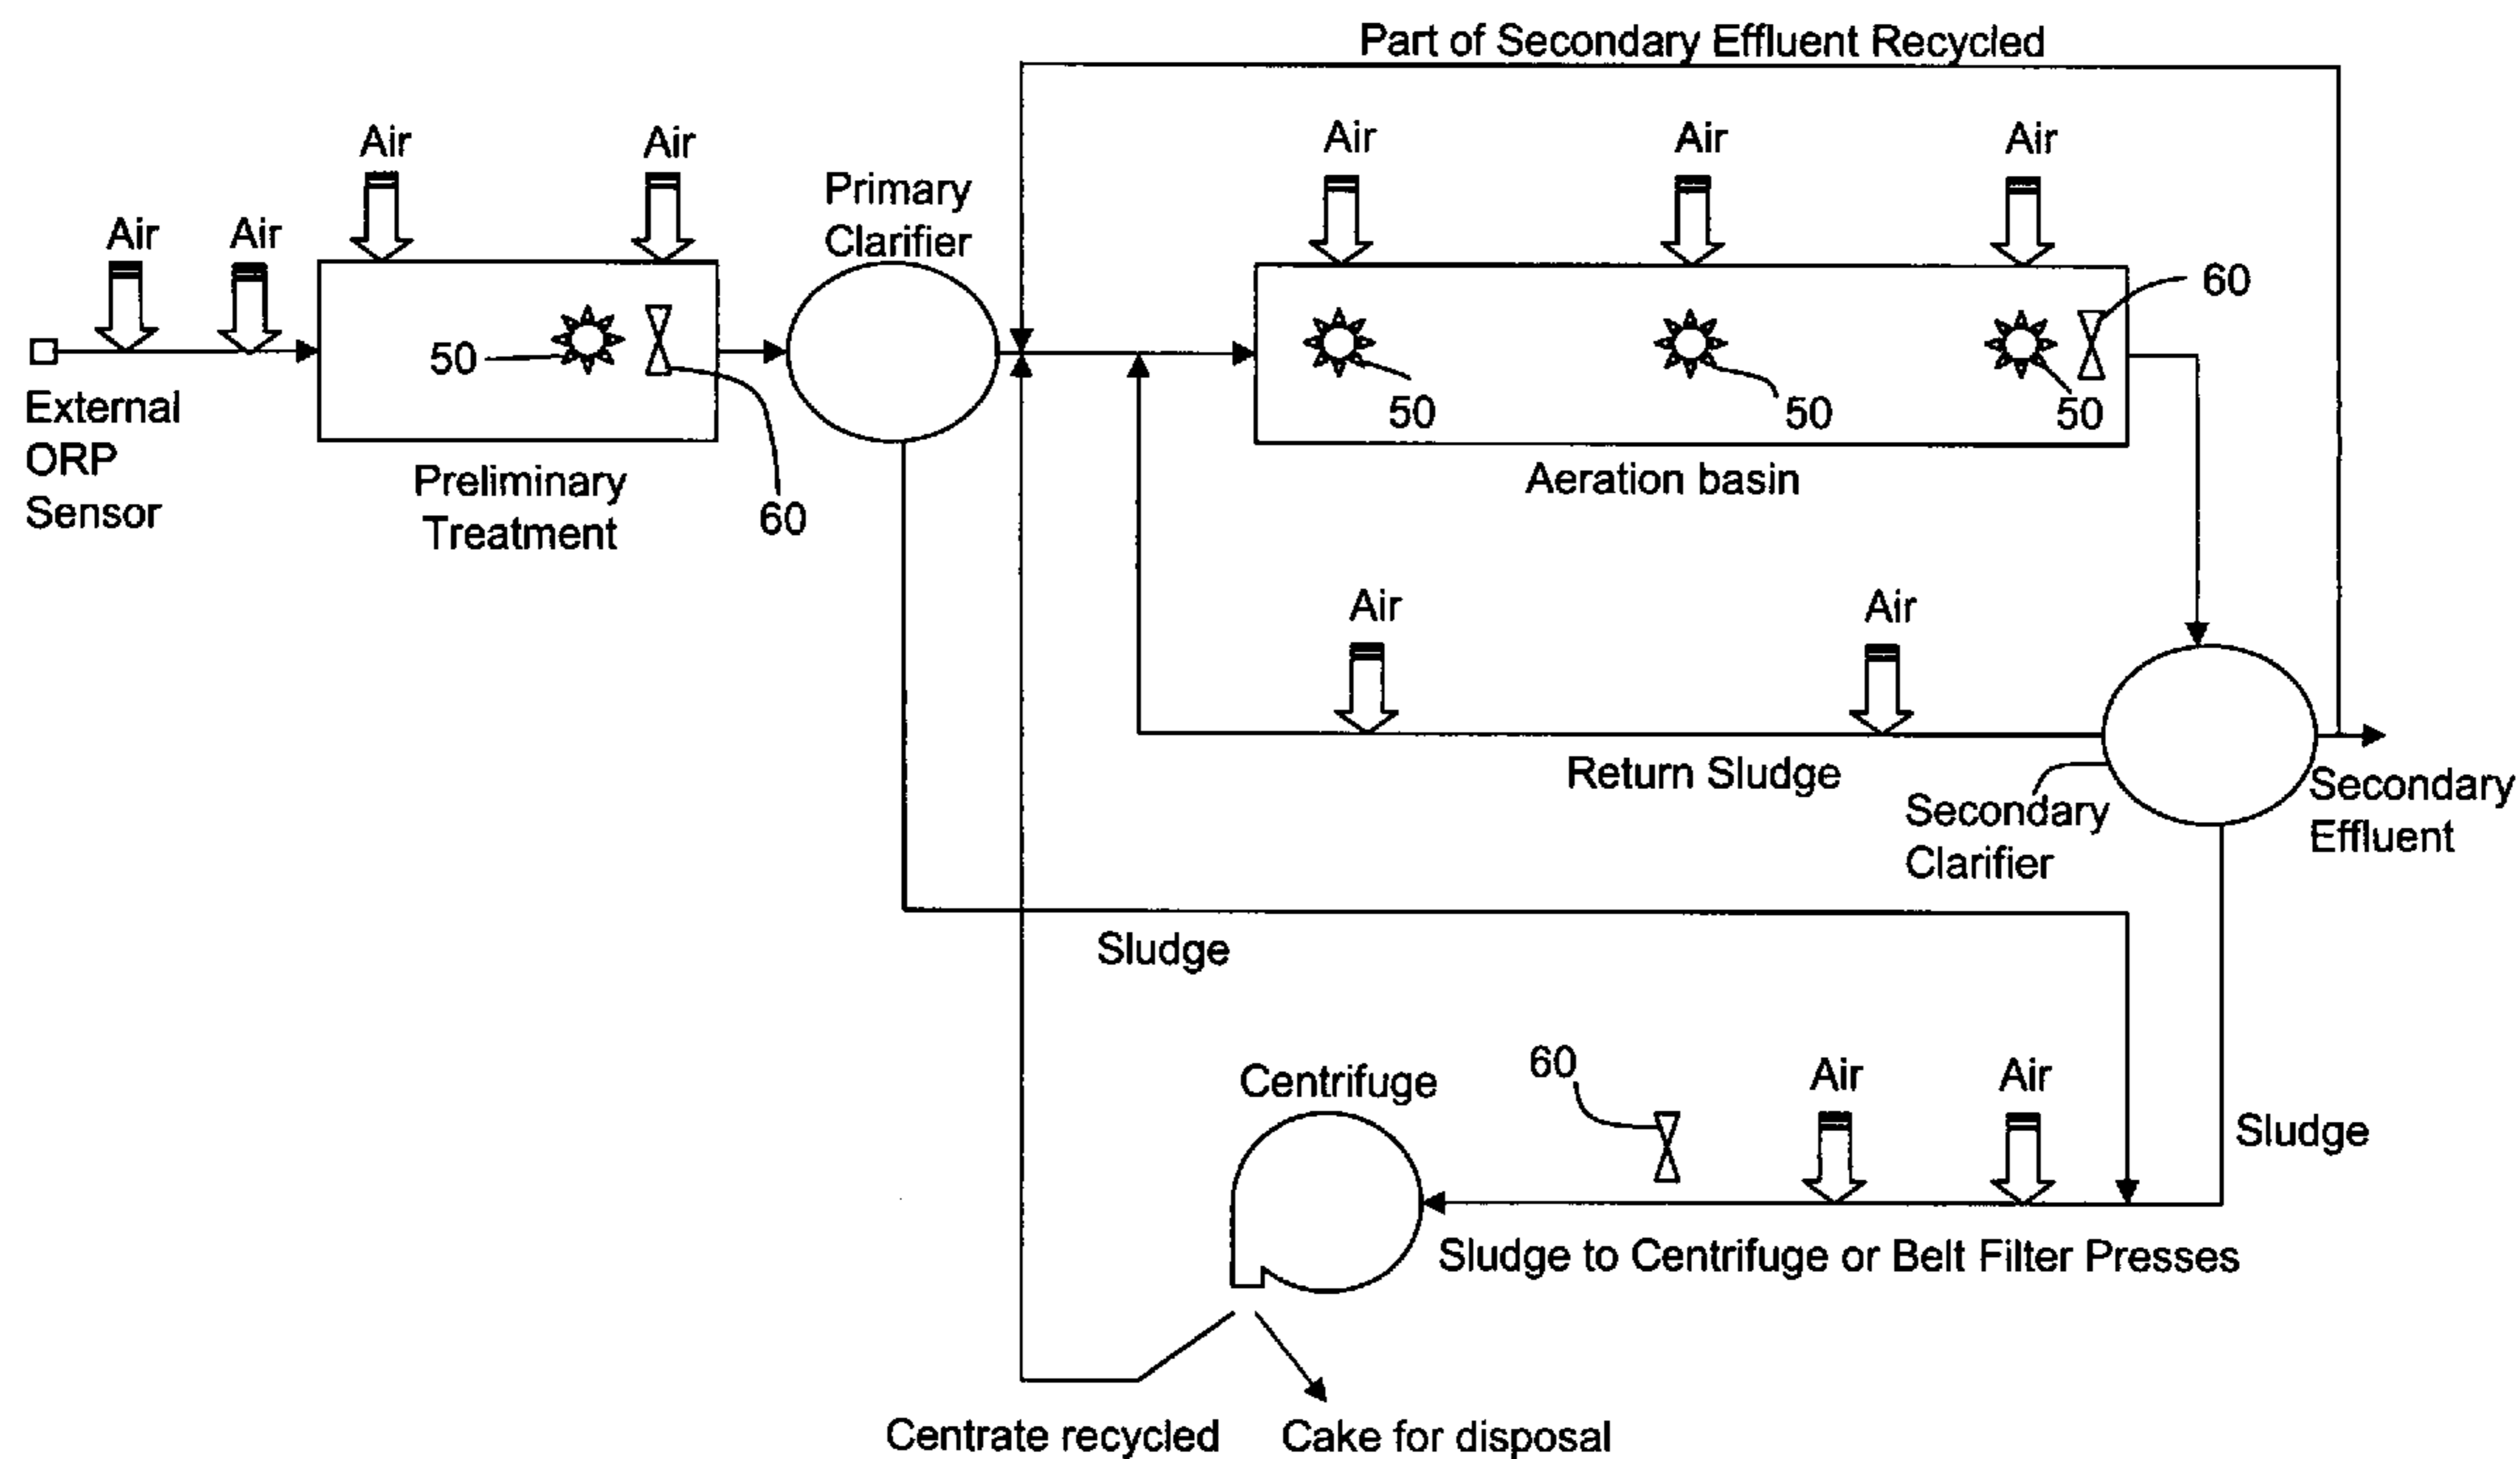 Part of Secondary Effluent Recycled
Air
Air
Air
Air
Air
Primary
Clarifier
Air
Air
60
50
50
50
50
External
ORP
Sensor
Preliminary
Treatment
60
Aeration basin
Air
Air
Return Sludge
Secondary
Clarifier
Secondary
Effluent
Sludge
Centrifuge
60
Air
Air
Sludge
Sludge to Centrifuge or Belt Filter Presses
Centrate recycled
Cake for disposal